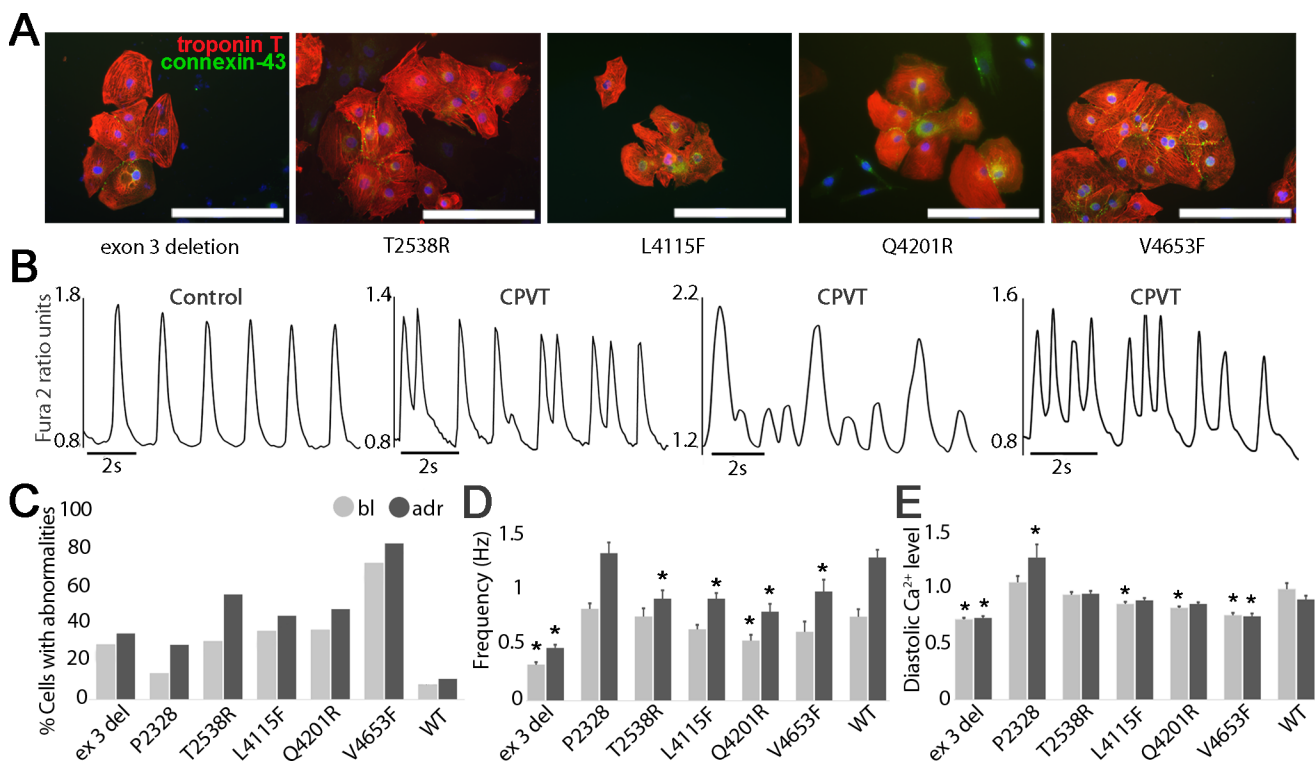 A
troponin T
connexin-43
exon 3 deletion
T2538R
L4115F
Q4201R
V4653F
B
Control
CPVT
CPVT
CPVT
Fura 2 ratio units
1.8
0.8
2s
1.4
0.8
2s
2.2
1.2
2s
1.6
0.8
2s
C
% Cells with abnormalities
100
80
60
40
20
0
bl
adr
ex 3 del
P2328
T2538R
L4115F
Q4201R
V4653F
WT
D
Frequency (Hz)
1.5
1
0.5
0
* * * * * * *
ex 3 del
P2328
T2538R
L4115F
Q4201R
V4653F
WT
E
Diastolic Ca²⁺ level
1.5
1.0
0.5
0
* * * * * * *
ex 3 del
P2328
T2538R
L4115F
Q4201R
V4653F
WT